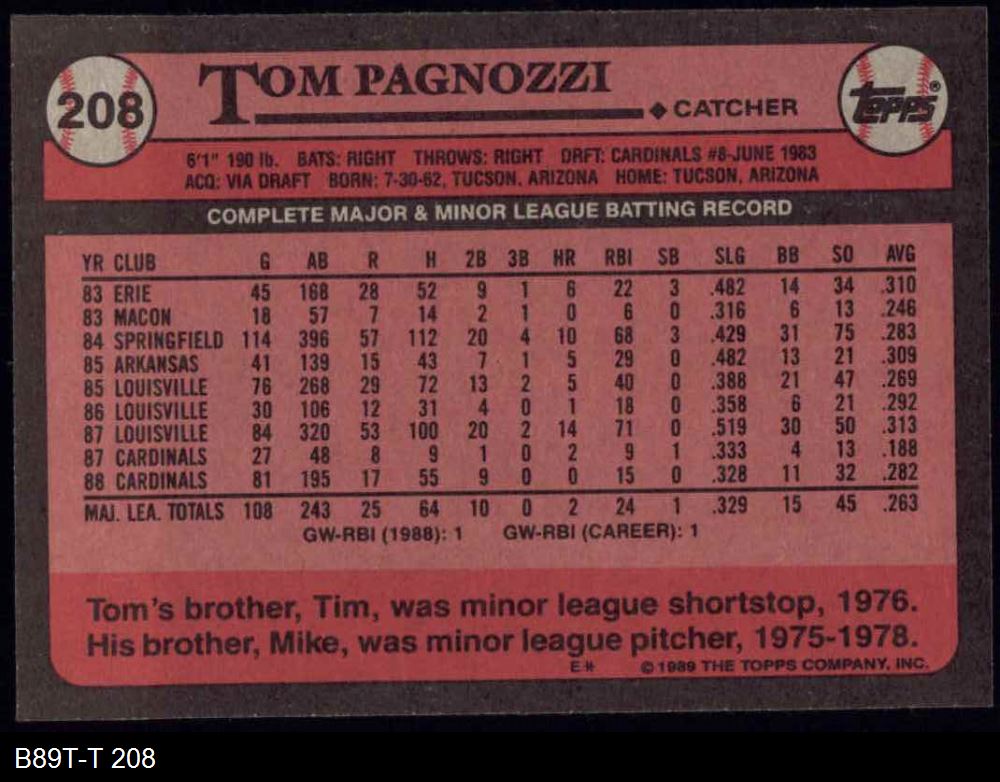 208
TOM PAGNOZZI
◆ CATCHER
Topps®
6'1" 190 lb. BATS: RIGHT THROWS: RIGHT DRFT: CARDINALS #8-JUNE 1983
ACQ: VIA DRAFT BORN: 7-30-62, TUCSON, ARIZONA HOME: TUCSON, ARIZONA
COMPLETE MAJOR & MINOR LEAGUE BATTING RECORD
YR CLUB G AB R H 2B 3B HR RBI SB SLG BB SO AVG
83 ERIE 45 168 28 52 9 1 6 22 3 .482 14 34 .310
83 MACON 18 57 7 14 2 1 0 6 0 .316 6 13 .246
84 SPRINGFIELD 114 396 57 112 20 4 10 68 3 .429 31 75 .283
85 ARKANSAS 41 139 15 43 7 1 5 29 0 .482 13 21 .309
85 LOUISVILLE 76 268 29 72 13 2 5 40 0 .388 21 47 .269
86 LOUISVILLE 30 106 12 31 4 0 1 18 0 .358 6 21 .292
87 LOUISVILLE 84 320 53 100 20 2 14 71 0 .519 30 50 .313
87 CARDINALS 27 48 8 9 1 0 2 9 1 .333 4 13 .188
88 CARDINALS 81 195 17 55 9 0 0 15 0 .328 11 32 .282
MAJ. LEA. TOTALS 108 243 25 64 10 0 2 24 1 .329 15 45 .263
GW-RBI (1988): 1 GW-RBI (CAREER): 1
Tom's brother, Tim, was minor league shortstop, 1976.
His brother, Mike, was minor league pitcher, 1975-1978.
E* © 1989 THE TOPPS COMPANY, INC.
B89T-T 208